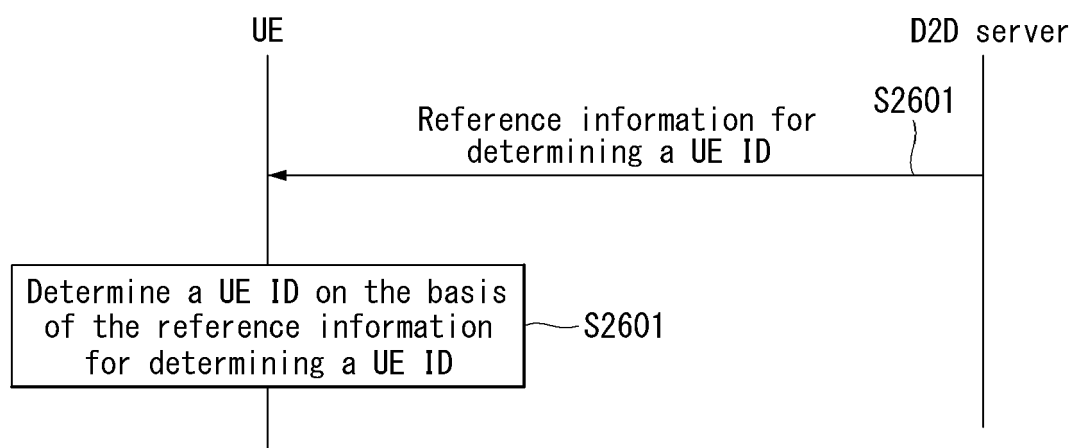 UE
D2D server
S2601
Reference information for
determining a UE ID
Determine a UE ID on the basis
of the reference information
for determining a UE ID
S2601